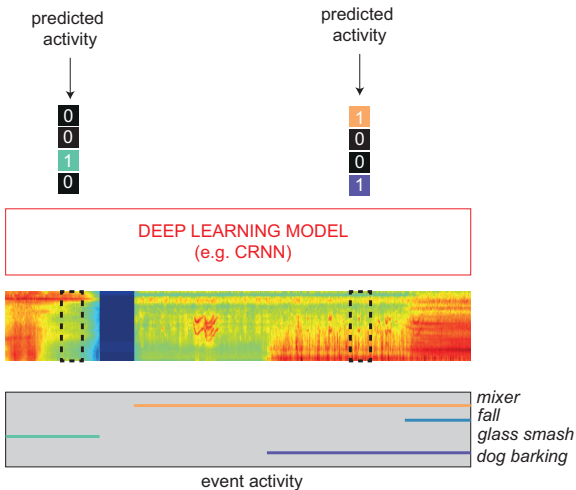 predicted
activity
predicted
activity
0
0
1
0
1
0
0
1
DEEP LEARNING MODEL
(e.g. CRNN)
mixer
fall
glass smash
dog barking
event activity